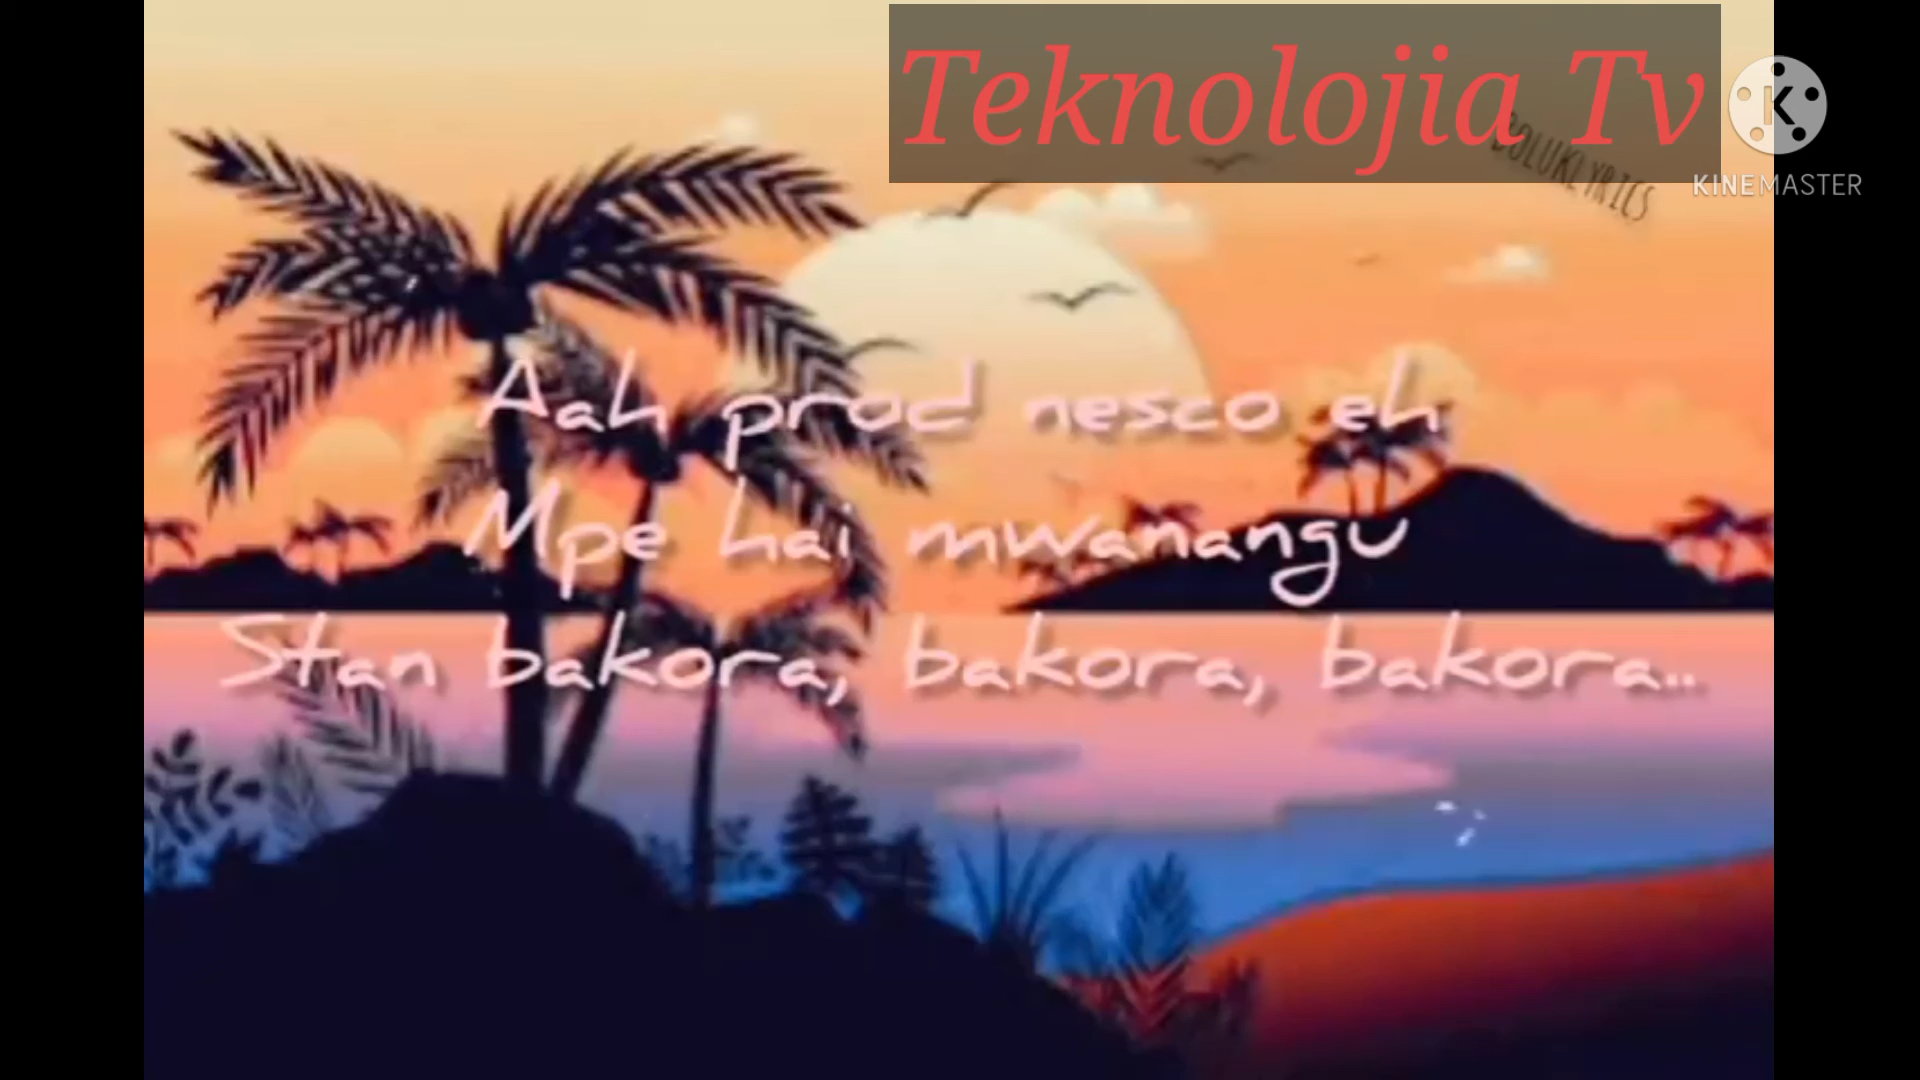 Teknolojia Tv
KINEMASTER
Aah prod nesco eh
Mpe hai mwanangu
Stan bakora, bakora, bakora..